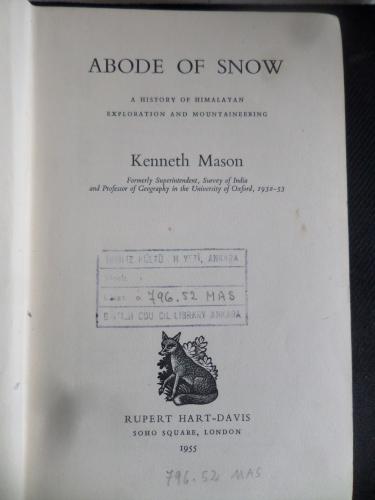 ABODE OF SNOW
A HISTORY OF HIMALAYAN
EXPLORATION AND MOUNTAINEERING
Kenneth Mason
Formerly Superintendent, Survey of India
and Professor of Geography in the University of Oxford, 1932–53
HEYETİ, ANKARA
796.52 MAS
LIBRARY ANKARA
RUPERT HART-DAVIS
SOHO SQUARE, LONDON
1955
796.52 MAS